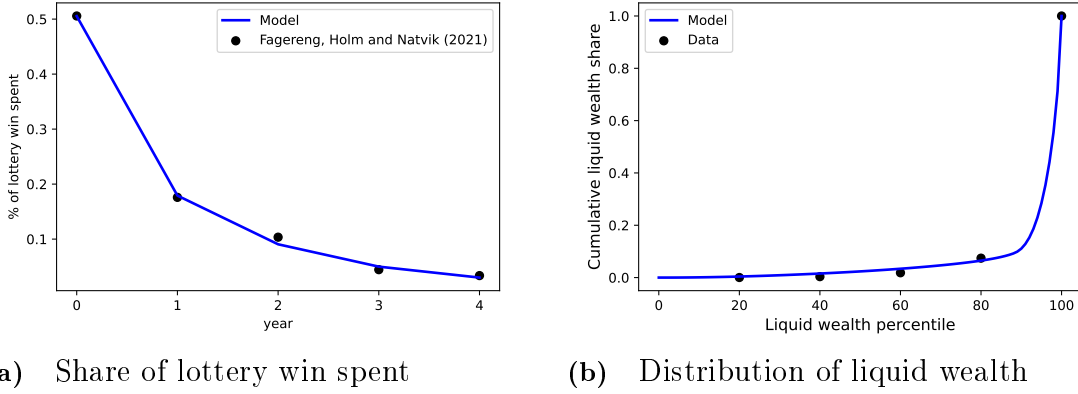 % of lottery win spent
0.5
0.4
0.3
0.2
0.1
Model
Fagereng, Holm and Natvik (2021)
0 1 2 3 4
year
a) Share of lottery win spent
Cumulative liquid wealth share
1.0
0.8
0.6
0.4
0.2
0.0
Model
Data
0 20 40 60 80 100
Liquid wealth percentile
(b) Distribution of liquid wealth